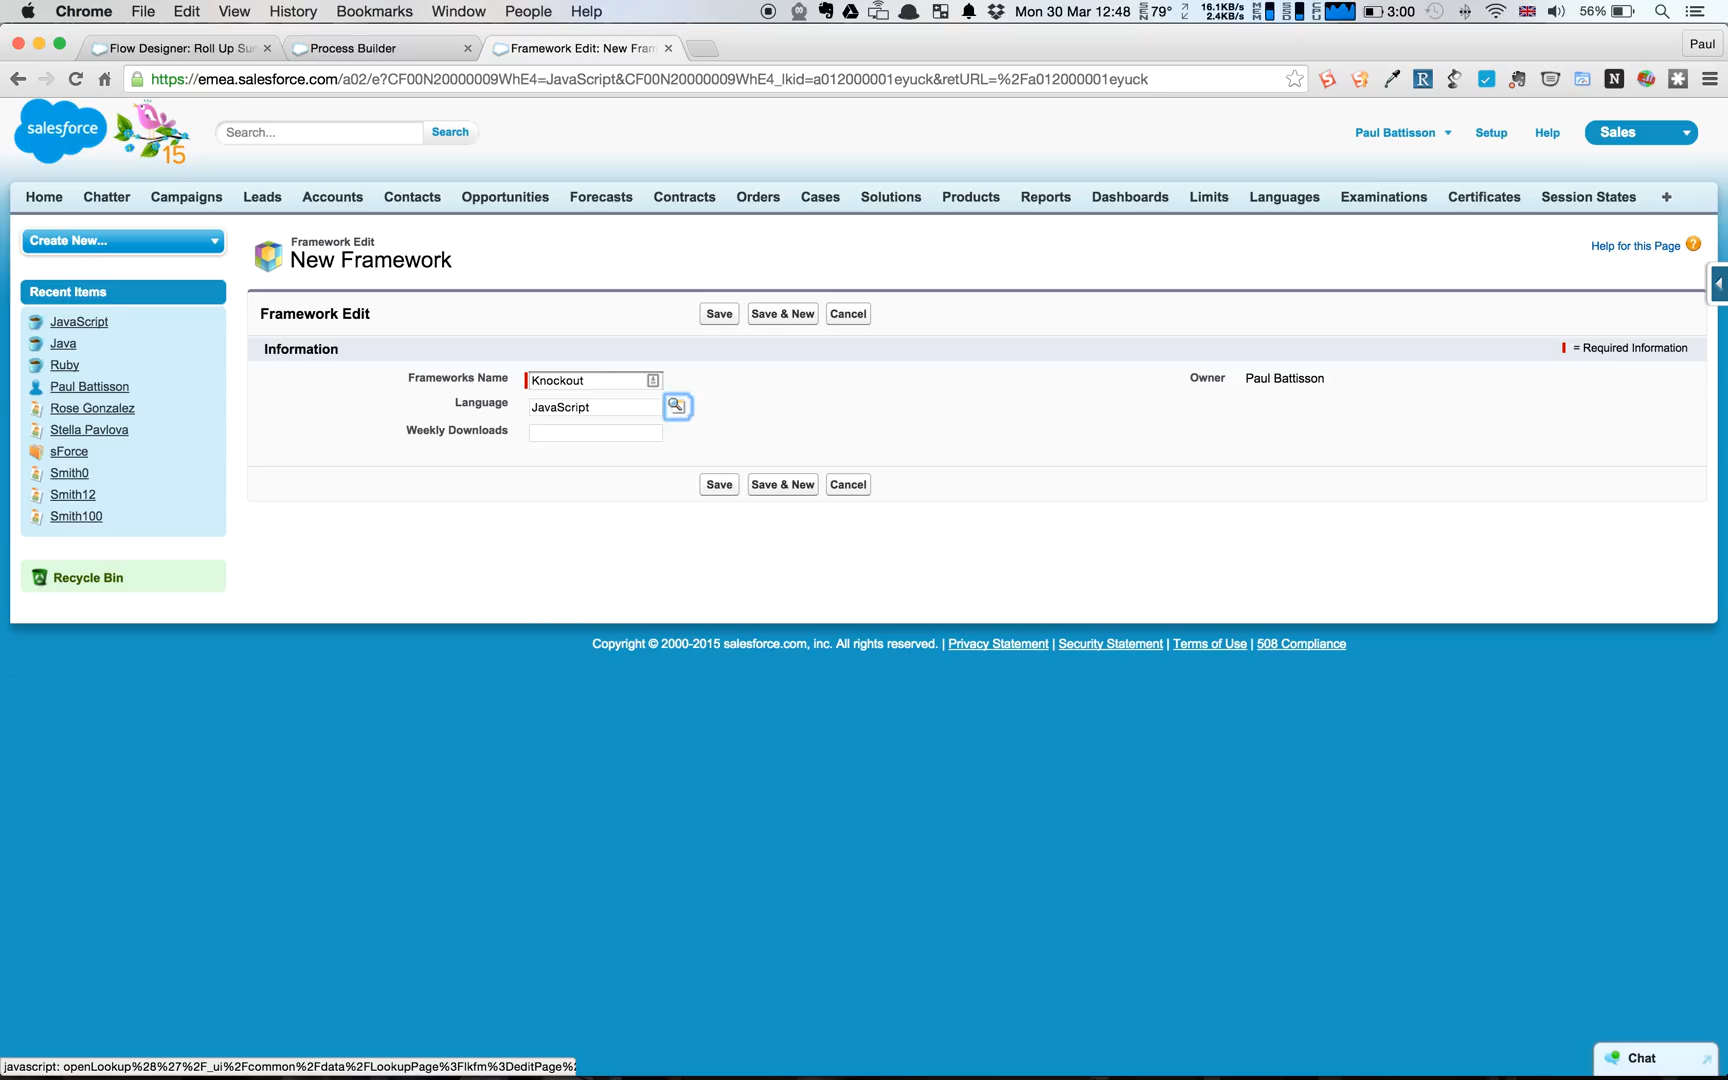 Chrome File Edit View History Bookmarks Window People Help Mon 30 Mar 12:48 79° 16.1KB/s 2.4KB/s 3:00 56%
Flow Designer: Roll Up Sur Process Builder Framework Edit: New Fram Paul
https://emea.salesforce.com/a02/e?CF00N20000009WhE4=JavaScript&CF00N20000009WhE4_lkid=a012000001eyuck&retURL=%2Fa012000001eyuck
salesforce 15 Search... Search Paul Battisson Setup Help Sales
Home Chatter Campaigns Leads Accounts Contacts Opportunities Forecasts Contracts Orders Cases Solutions Products Reports Dashboards Limits Languages Examinations Certificates Session States +
Create New...
Framework Edit
New Framework
Help for this Page ?
Recent Items
JavaScript
Java
Ruby
Paul Battisson
Rose Gonzalez
Stella Pavlova
sForce
Smith0
Smith12
Smith100
Recycle Bin
Framework Edit Save Save & New Cancel
Information = Required Information
Frameworks Name Knockout Owner Paul Battisson
Language JavaScript
Weekly Downloads
Save Save & New Cancel
Copyright © 2000-2015 salesforce.com, inc. All rights reserved. | Privacy Statement | Security Statement | Terms of Use | 508 Compliance
Chat
javascript: openLookup%28%27%2F_ui%2Fcommon%2Fdata%2FLookupPage%3Flkfm%3DeditPage%2